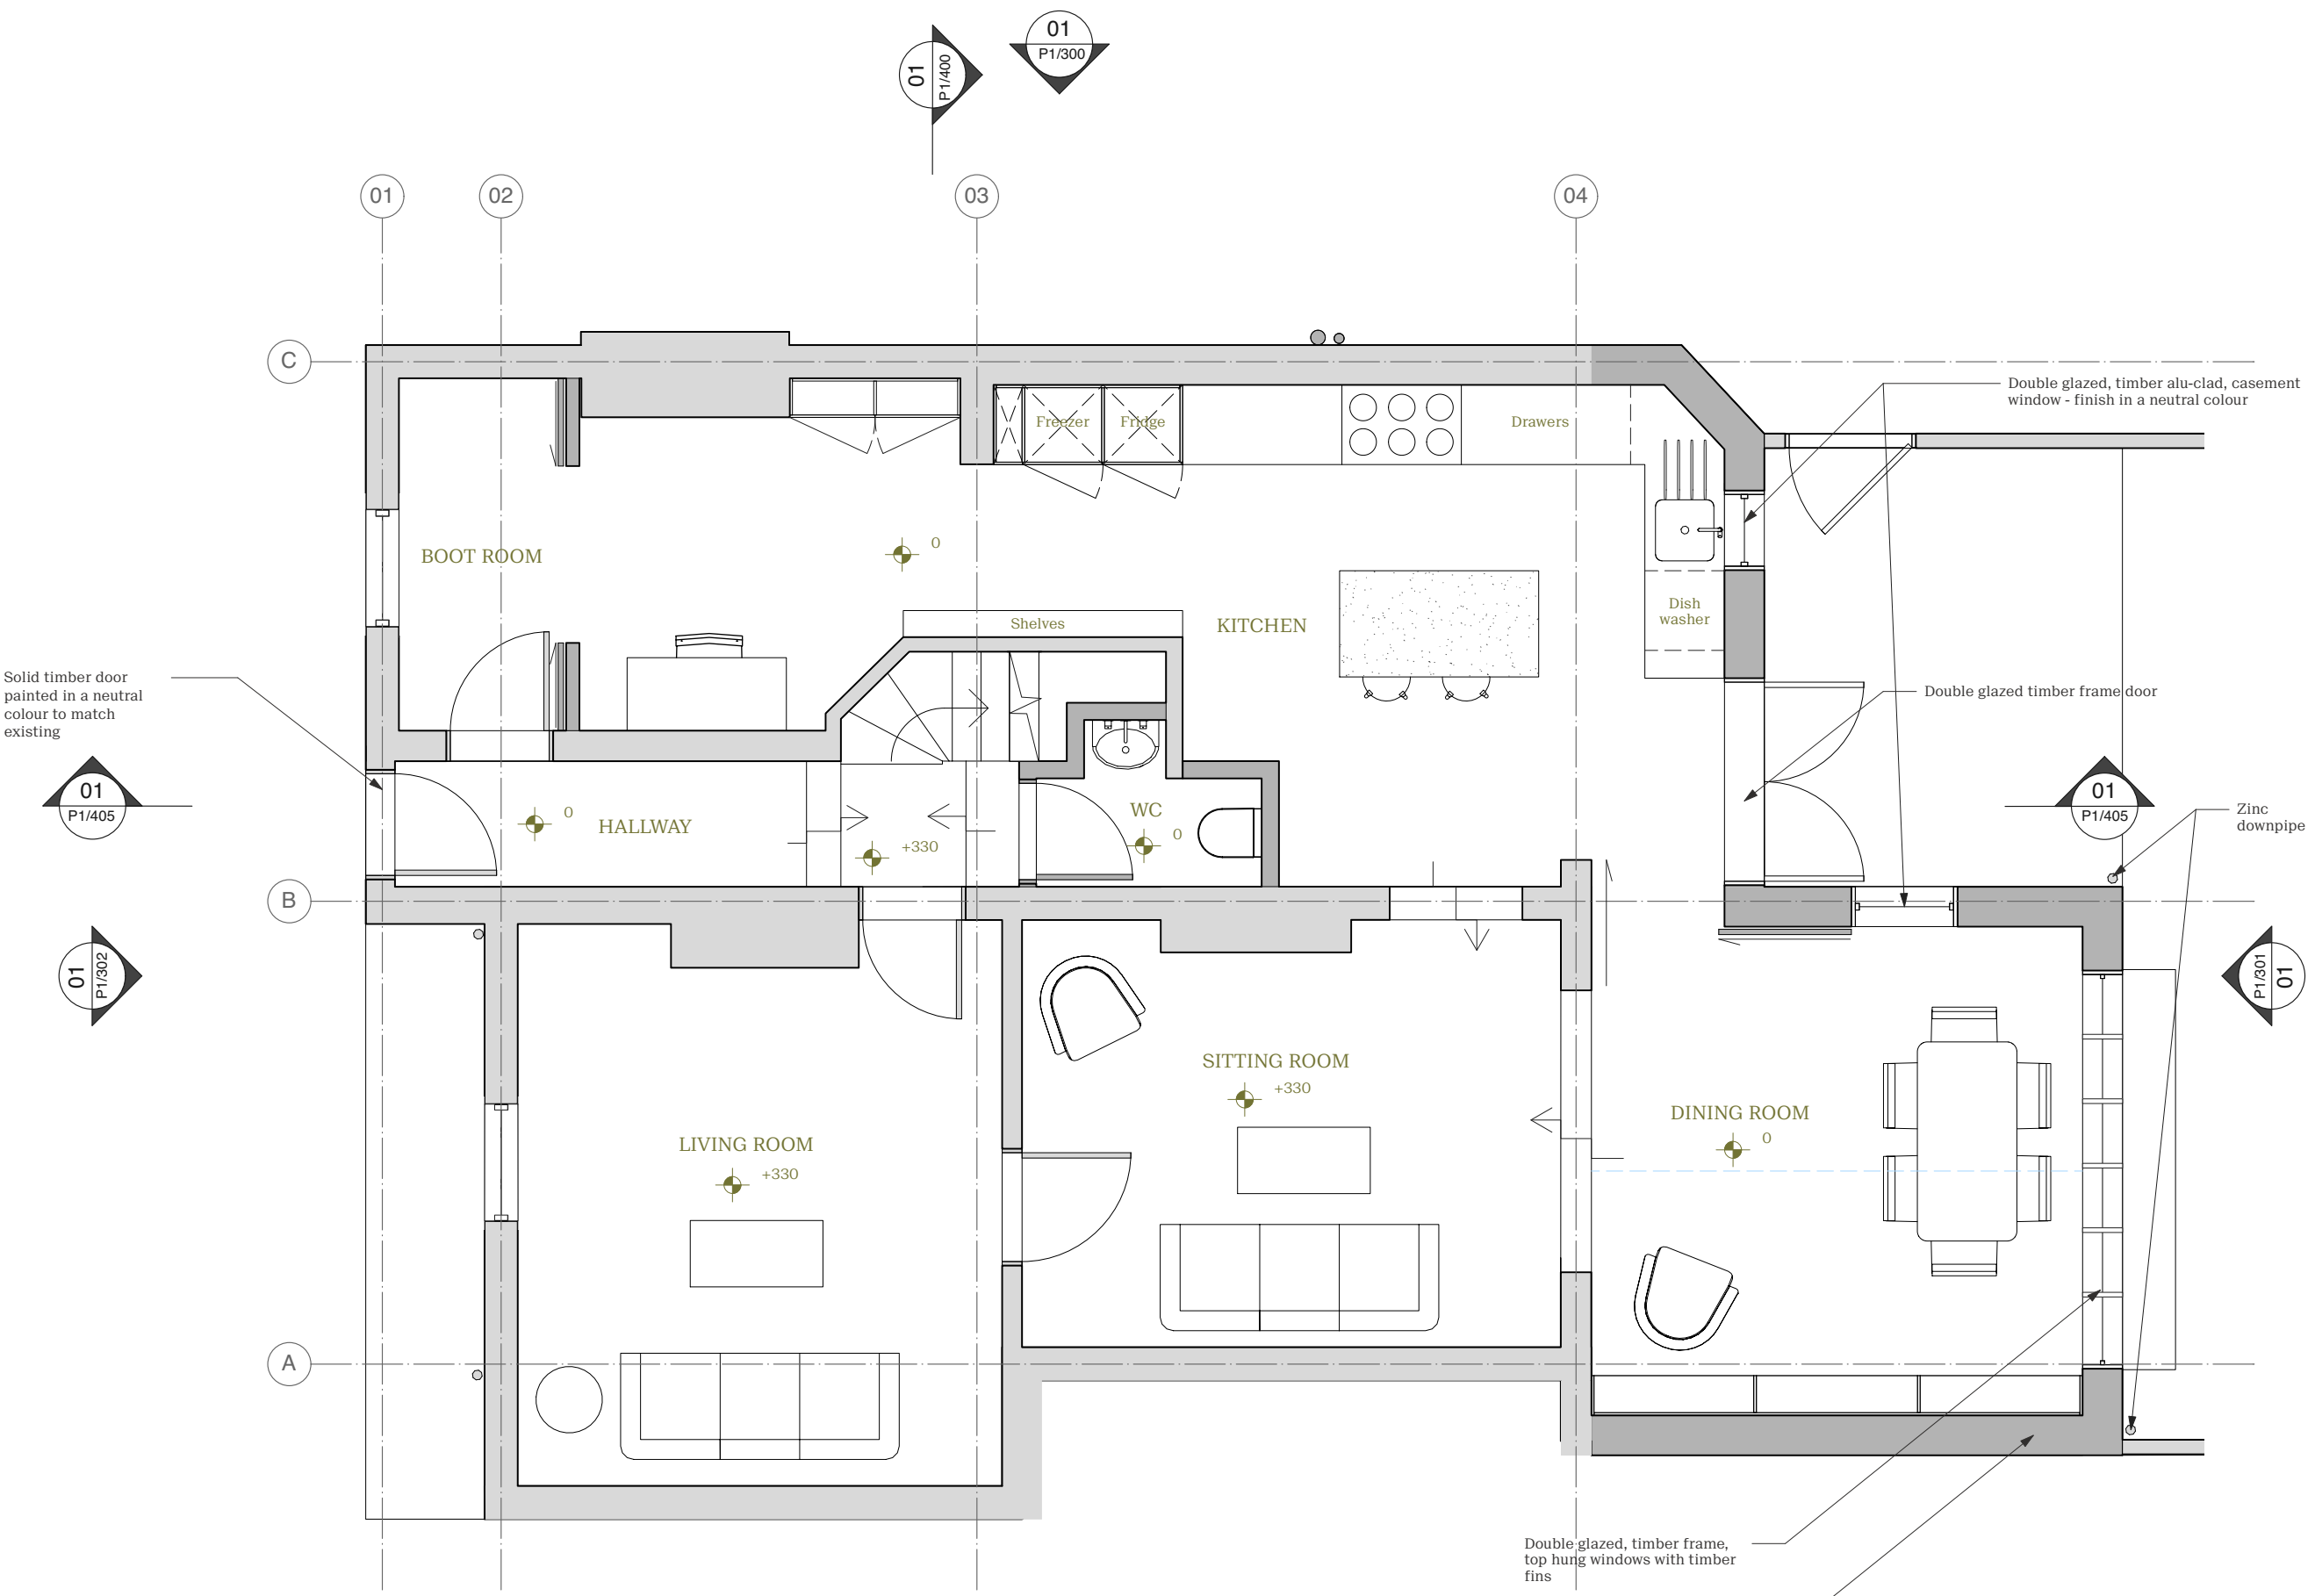 01
P1/400
01
P1/300
01
02
03
04
C
Double glazed, timber alu-clad, casement
window - finish in a neutral colour
Freezer
Fridge
Drawers
BOOT ROOM
0
Dish
washer
Shelves
KITCHEN
Solid timber door
painted in a neutral
colour to match
existing
Double glazed timber frame door
01
P1/405
01
P1/405
Zinc
downpipe
0
HALLWAY
+330
WC
0
B
01
P1/302
01
P1/301
SITTING ROOM
+330
DINING ROOM
0
LIVING ROOM
+330
A
Double glazed, timber frame,
top hung windows with timber
fins